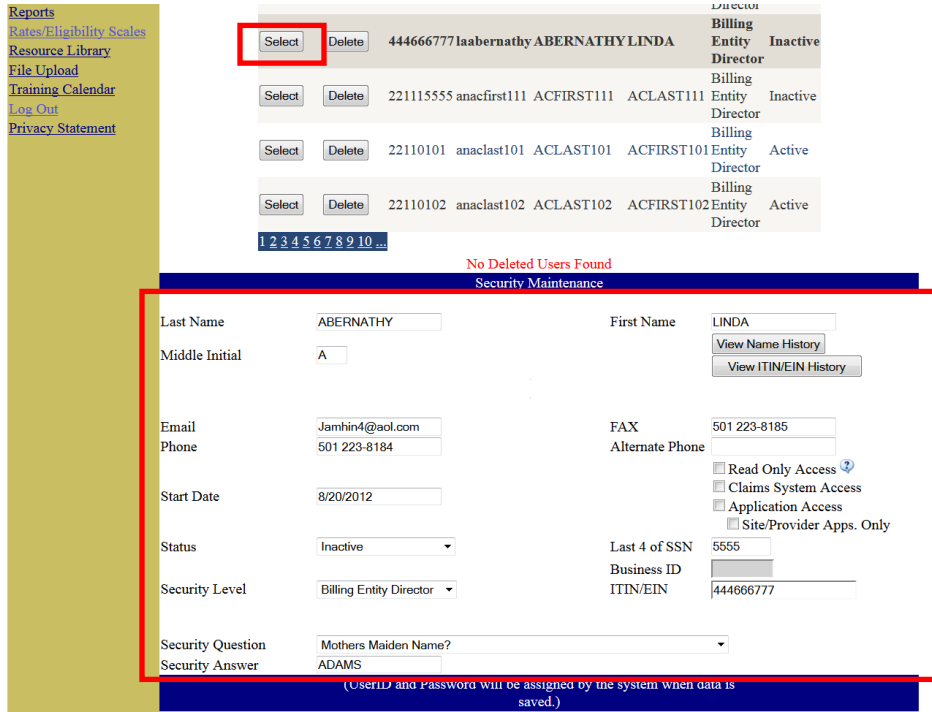 Reports
Rates/Eligibility Scales
Resource Library
File Upload
Training Calendar
Log Out
Privacy Statement
Director
Select Delete 444666777 laabernathy ABERNATHY LINDA Billing Entity Director Inactive
Select Delete 221115555 anacfirst111 ACFIRST111 ACLAST111 Billing Entity Director Inactive
Select Delete 22110101 anaclast101 ACLAST101 ACFIRST101 Billing Entity Director Active
Select Delete 22110102 anaclast102 ACLAST102 ACFIRST102 Billing Entity Director Active
1 2 3 4 5 6 7 8 9 10 ...
No Deleted Users Found
Security Maintenance
Last Name ABERNATHY First Name LINDA
View Name History
Middle Initial A
View ITIN/EIN History
Email Jamhin4@aol.com FAX 501 223-8185
Phone 501 223-8184 Alternate Phone
Read Only Access
Claims System Access
Start Date 8/20/2012
Application Access
Site/Provider Apps. Only
Status Inactive Last 4 of SSN 5555
Business ID
Security Level Billing Entity Director ITIN/EIN 444666777
Security Question Mothers Maiden Name?
Security Answer ADAMS
(UserID and Password will be assigned by the system when data is
saved.)